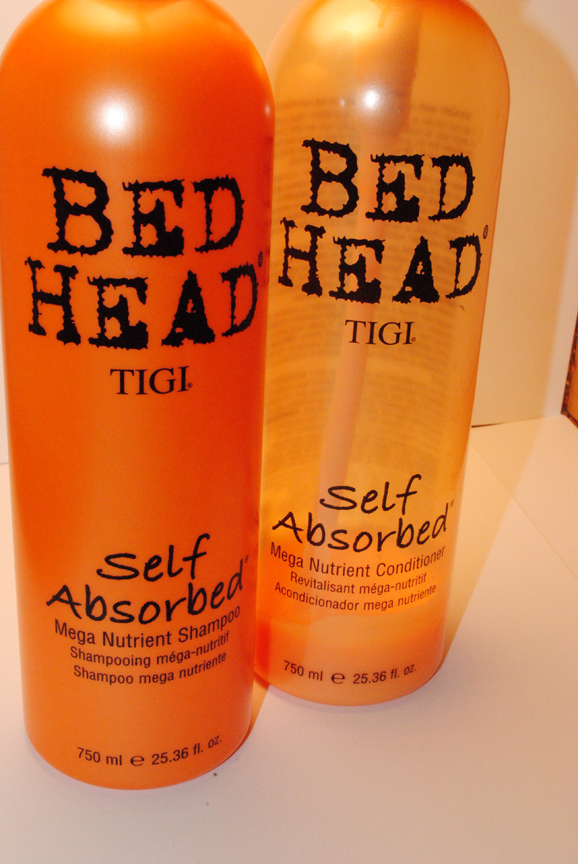 BED
HEAD®
TIGI®
Self
Absorbed®
Mega Nutrient Shampoo
Shampooing méga-nutritif
Shampoo mega nutriente
750 ml ℮ 25.36 fl. oz.
BED
HEAD®
TIGI®
Self
Absorbed®
Mega Nutrient Conditioner
Revitalisant méga-nutritif
Acondicionador mega nutriente
750 ml ℮ 25.36 fl. oz.